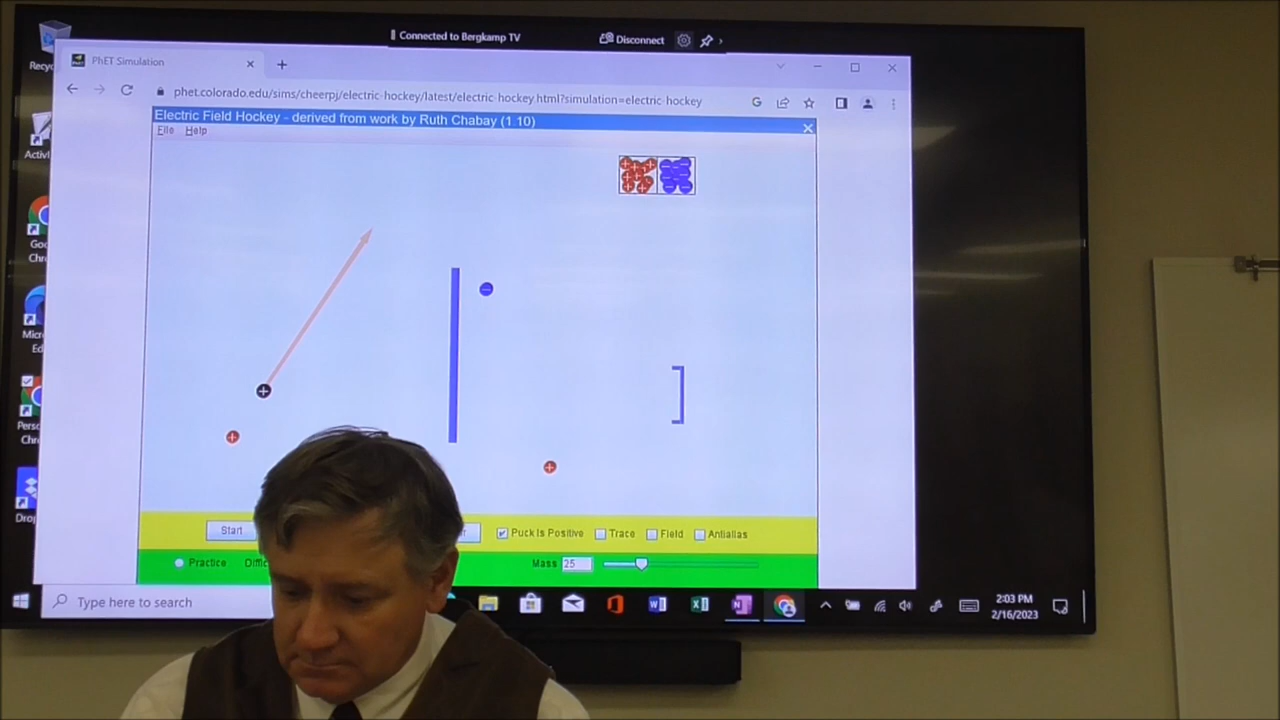 Connected to Bergkamp TV
Disconnect
PhET Simulation
phet.colorado.edu/sims/cheerpj/electric-hockey/latest/electric-hockey.html?simulation=electric-hockey
Electric Field Hockey - derived from work by Ruth Chabay (1.10)
File Help
Start
Puck Is Positive
Trace
Field
Antialias
Practice
Mass 25
Type here to search
2:03 PM
2/16/2023